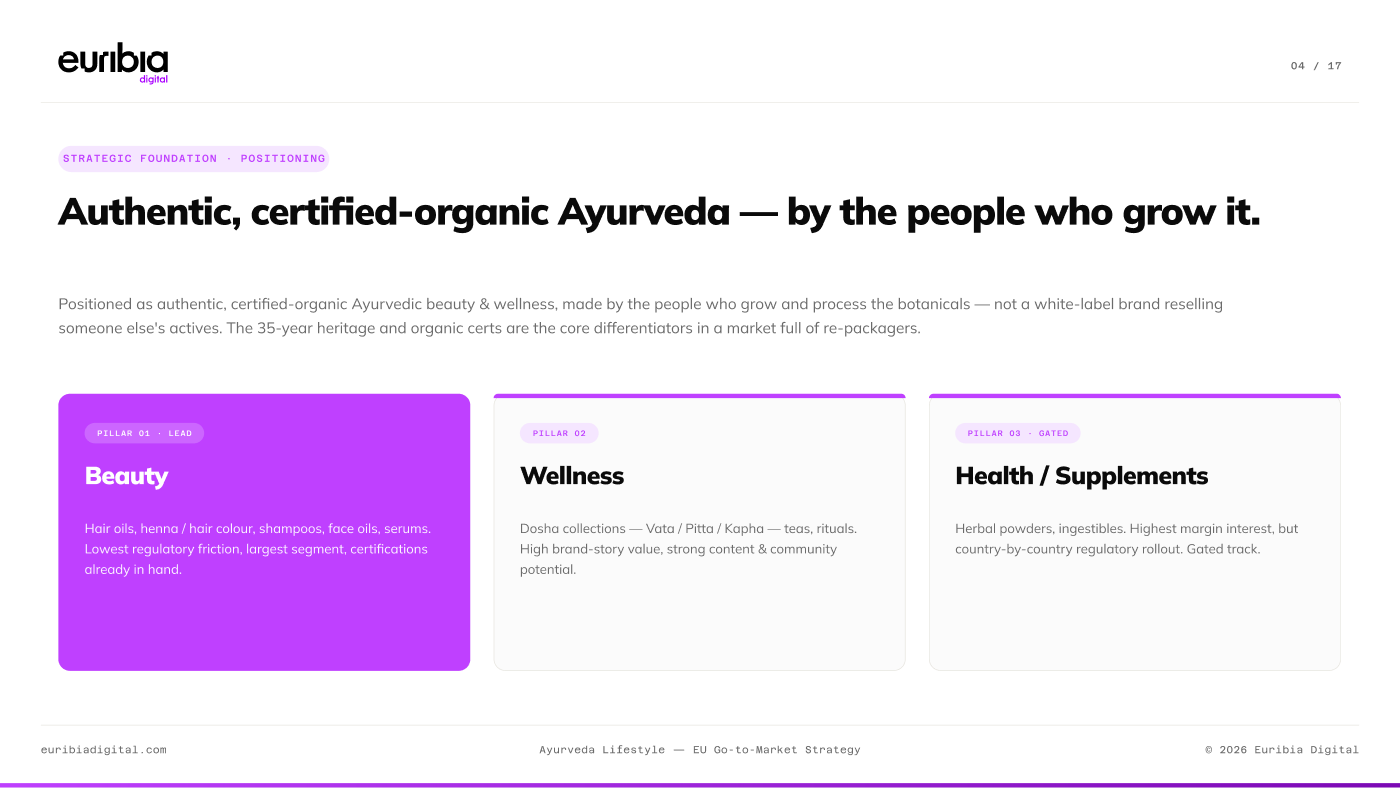 euribia
digital
04 / 17
STRATEGIC FOUNDATION · POSITIONING
Authentic, certified-organic Ayurveda — by the people who grow it.
Positioned as authentic, certified-organic Ayurvedic beauty & wellness, made by the people who grow and process the botanicals — not a white-label brand reselling
someone else's actives. The 35-year heritage and organic certs are the core differentiators in a market full of re-packagers.
PILLAR 01 · LEAD
Beauty
Hair oils, henna / hair colour, shampoos, face oils, serums.
Lowest regulatory friction, largest segment, certifications
already in hand.
PILLAR 02
Wellness
Dosha collections — Vata / Pitta / Kapha — teas, rituals.
High brand-story value, strong content & community
potential.
PILLAR 03 · GATED
Health / Supplements
Herbal powders, ingestibles. Highest margin interest, but
country-by-country regulatory rollout. Gated track.
euribiadigital.com
Ayurveda Lifestyle — EU Go-to-Market Strategy
© 2026 Euribia Digital